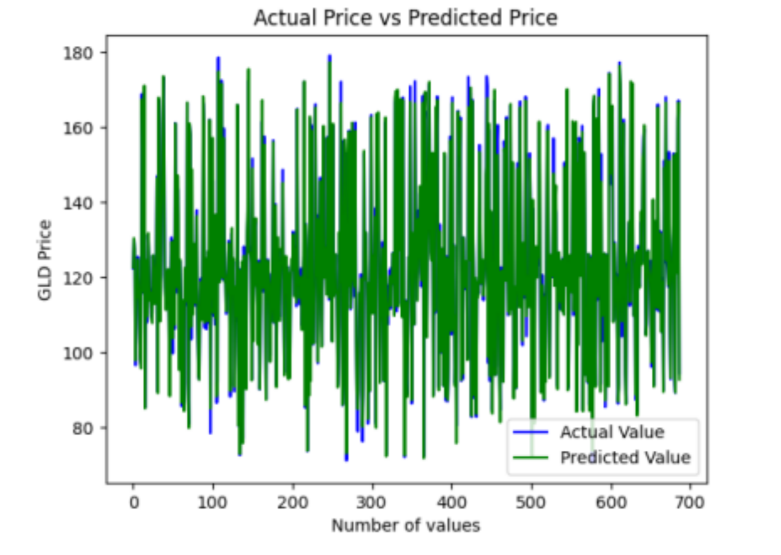 Actual Price vs Predicted Price
180
160
140
120
100
80
GLD Price
Actual Value
Predicted Value
0 100 200 300 400 500 600 700
Number of values